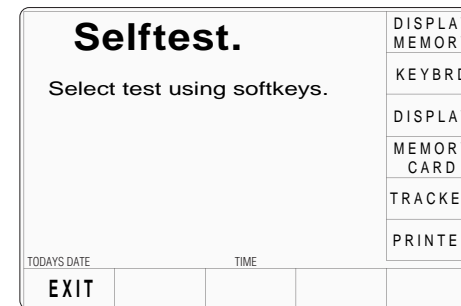 Selftest.
Select test using softkeys.
DISPLA
MEMOR
KEYBRD
DISPLA
MEMOR
CARD
TRACKE
PRINTE
TODAYS DATE
TIME
EXIT